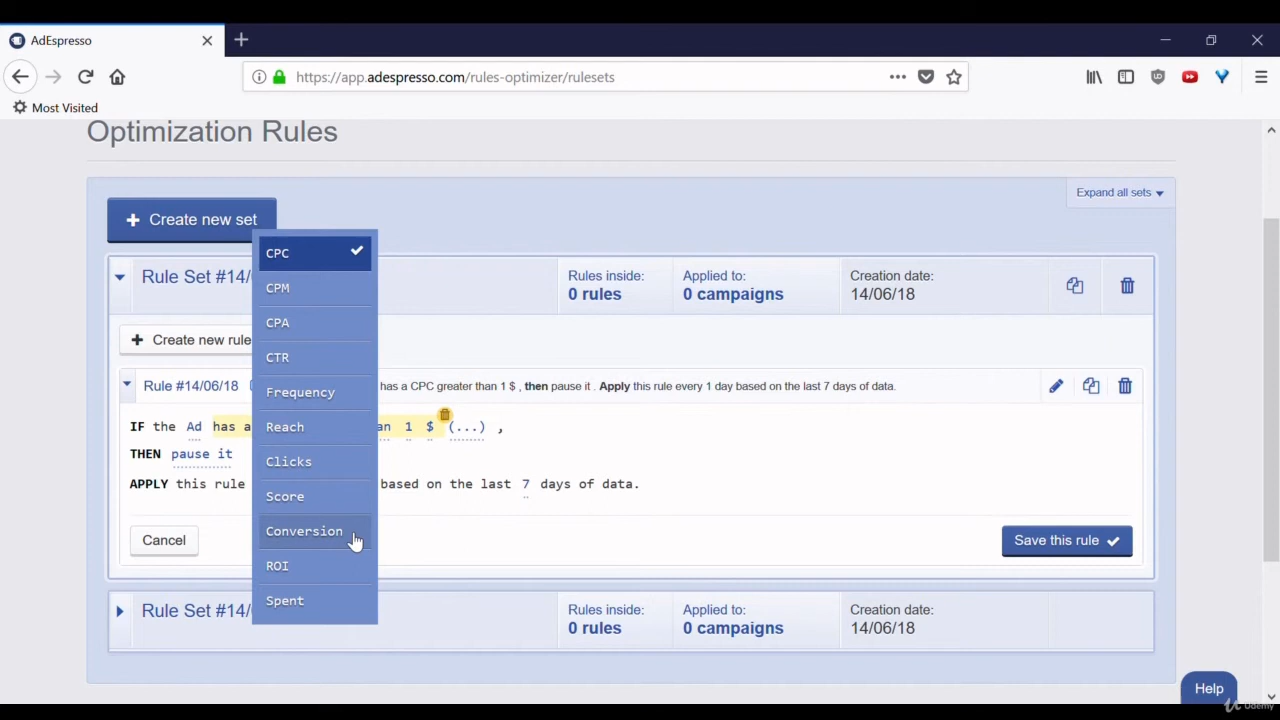 AdEspresso
https://app.adespresso.com/rules-optimizer/rulesets
Most Visited
Optimization Rules
Expand all sets
Create new set
CPC
CPM
CPA
CTR
Frequency
Reach
Clicks
Score
Conversion
ROI
Spent
Rule Set #14/
Rules inside:
0 rules
Applied to:
0 campaigns
Creation date:
14/06/18
Create new rule
Rule #14/06/18
has a CPC greater than 1 $ , then pause it . Apply this rule every 1 day based on the last 7 days of data.
IF the Ad has a an 1 $ (...) ,
THEN pause it
APPLY this rule based on the last 7 days of data.
Cancel
Save this rule
Rule Set #14/
Rules inside:
0 rules
Applied to:
0 campaigns
Creation date:
14/06/18
Help
Udemy